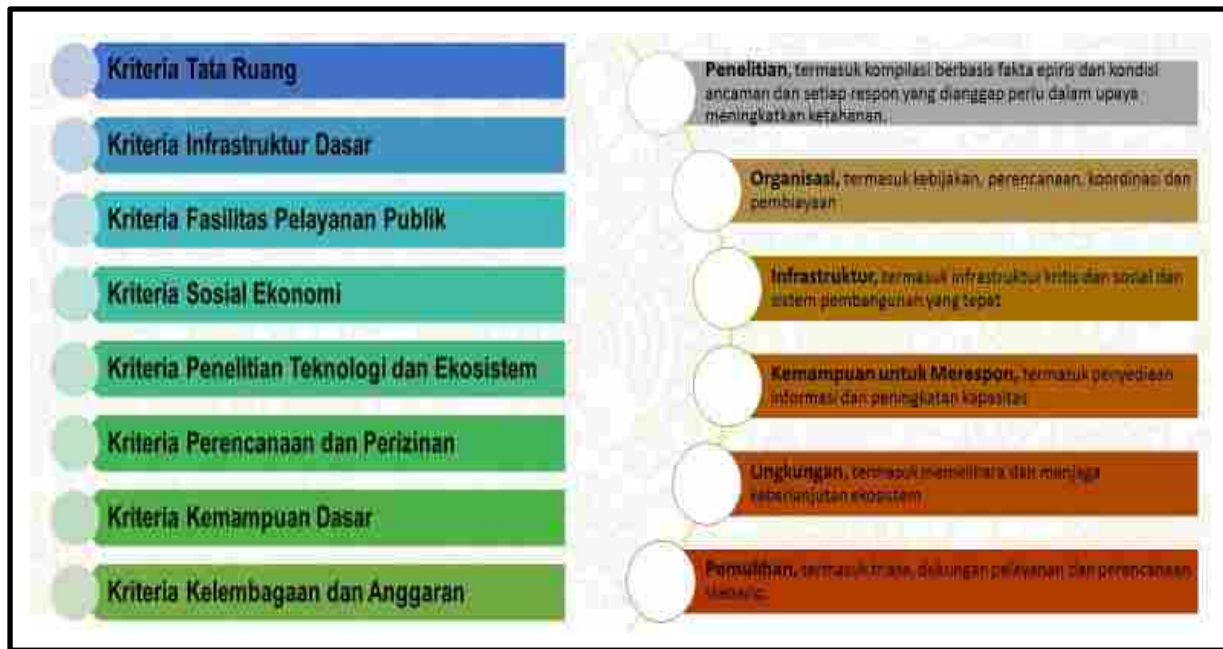 Kriteria Tata Ruang
Kriteria Infrastruktur Dasar
Kriteria Fasilitas Pelayanan Publik
Kriteria Sosial Ekonomi
Kriteria Penelitian Teknologi dan Ekosistem
Kriteria Perencanaan dan Perizinan
Kriteria Kemampuan Dasar
Kriteria Kelembagaan dan Anggaran
Penelitian, termasuk kompilasi berbasis fakta epiris dan kondisi
ancaman dan setiap respon yang dianggap perlu dalam upaya
meningkatkan ketahanan.
Organisasi, termasuk kebijakan, perencanaan, koordinasi dan
pembiayaan
Infrastruktur, termasuk infrastruktur kritis dan sosial dan
sistem pembangunan yang tepat
Kemampuan untuk Merespon, termasuk penyediaan
informasi dan peningkatan kapasitas
Lingkungan, termasuk memelihara dan menjaga
keberlanjutan ekosistem
Pemulihan, termasuk dukungan pelayanan dan perencanaan